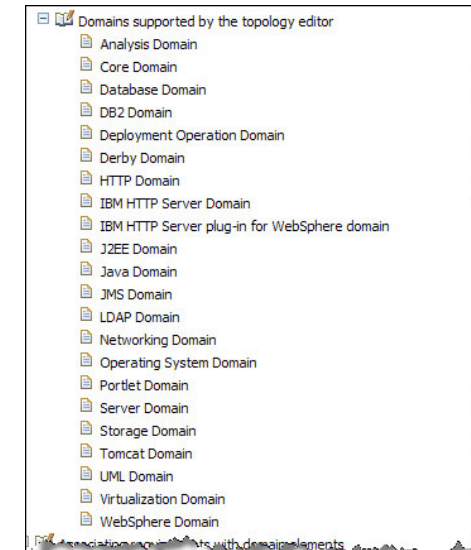 Domains supported by the topology editor
Analysis Domain
Core Domain
Database Domain
DB2 Domain
Deployment Operation Domain
Derby Domain
HTTP Domain
IBM HTTP Server Domain
IBM HTTP Server plug-in for WebSphere domain
J2EE Domain
Java Domain
JMS Domain
LDAP Domain
Networking Domain
Operating System Domain
Portlet Domain
Server Domain
Storage Domain
Tomcat Domain
UML Domain
Virtualization Domain
WebSphere Domain
with domain elements